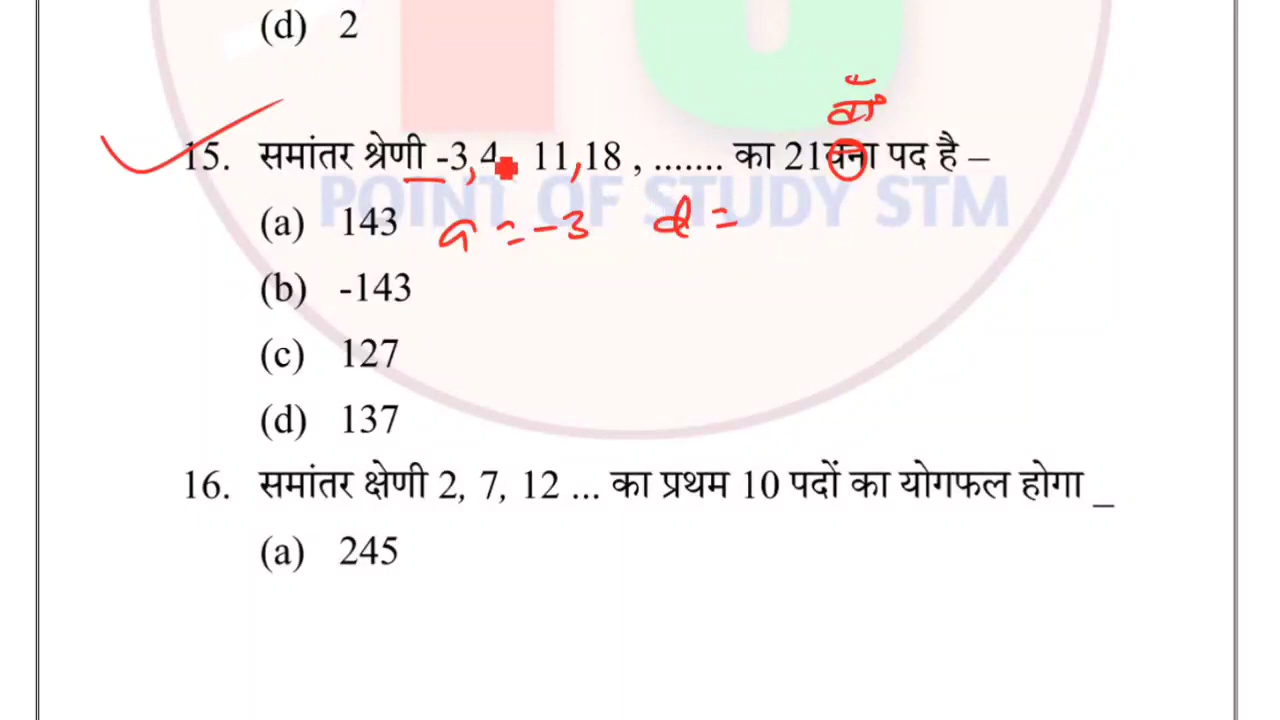 (d) 2
वाँ
15. समांतर श्रेणी -3,4, 11,18 , ....... का 21वना पद है –
(a) 143 a = -3 d =
(b) -143
(c) 127
(d) 137
16. समांतर क्षेणी 2, 7, 12 ... का प्रथम 10 पदों का योगफल होगा _
(a) 245
POINT OF STUDY STM